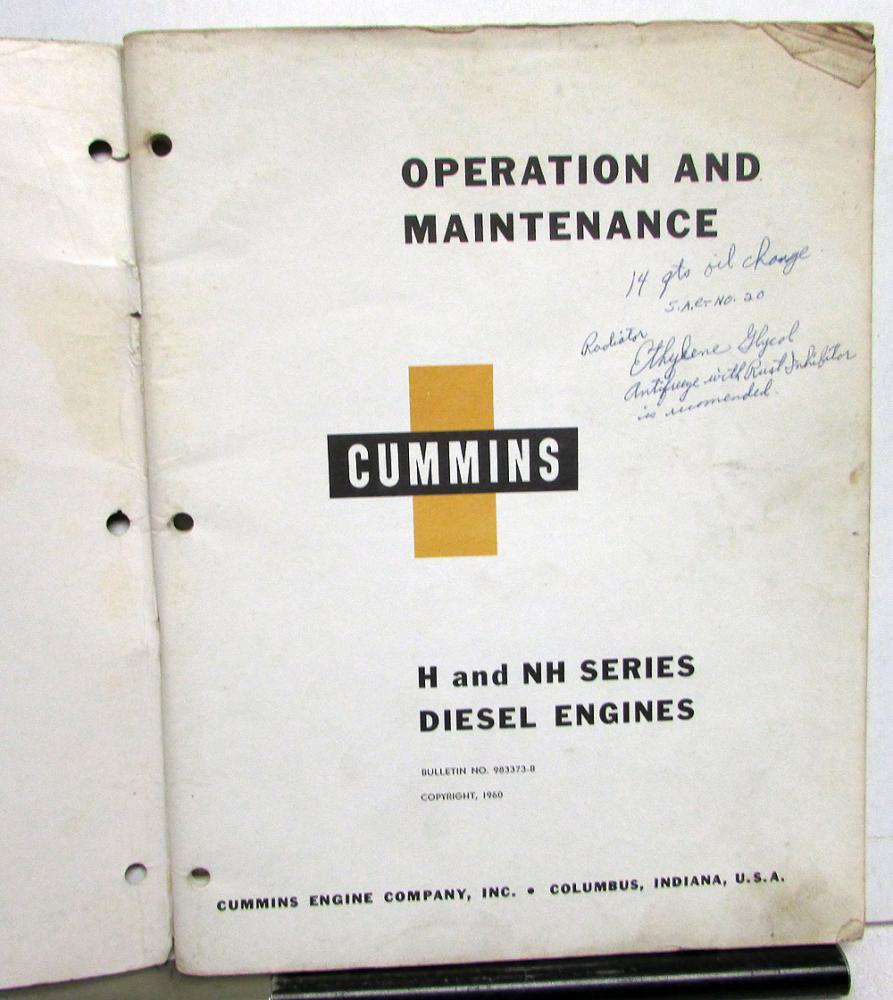 OPERATION AND
MAINTENANCE
14 qts oil change
S.A.E-NO. 20
Radiator
Ethylene Glycol
Antifreeze with Rust Inhibitor
is recomended.
CUMMINS
H and NH SERIES
DIESEL ENGINES
BULLETIN NO. 983373-B
COPYRIGHT, 1960
CUMMINS ENGINE COMPANY, INC. • COLUMBUS, INDIANA, U.S.A.